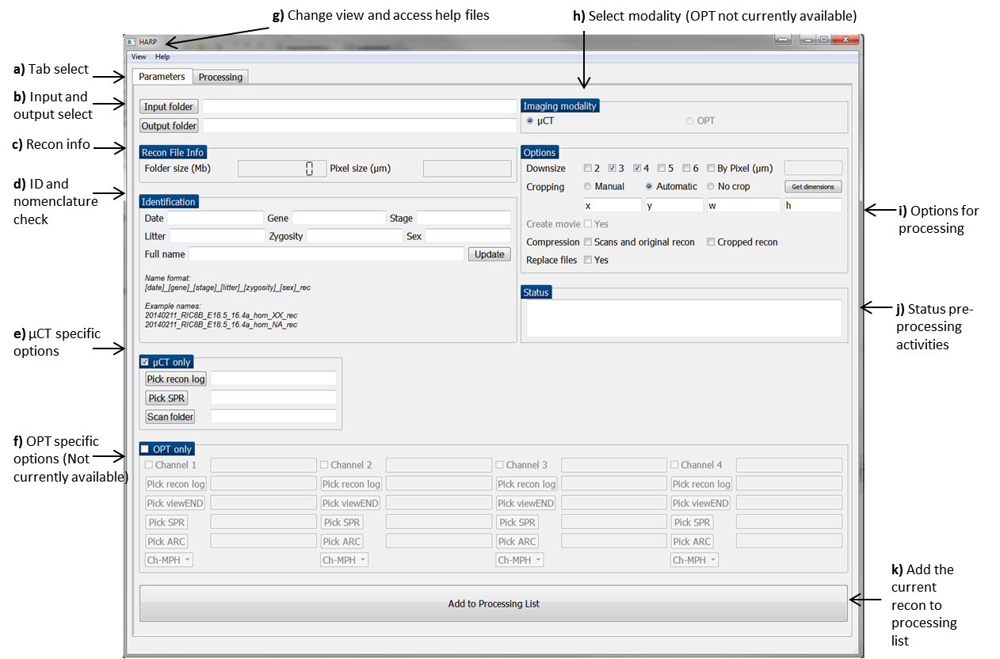 g) Change view and access help files
h) Select modality (OPT not currently available)
HARP
View Help
a) Tab select
Parameters Processing
b) Input and
output select
Input folder
Output folder
Imaging modality
µCT OPT
c) Recon info
Recon File Info
Folder size (Mb) 0 Pixel size (µm)
d) ID and
nomenclature
check
Identification
Date Gene Stage
Litter Zygosity Sex
Full name Update
Name format:
[date]_[gene]_[stage]_[litter]_[zygosity]_[sex]_rec
Example names:
20140211_RIC8B_E18.5_16.4a_hom_XX_rec
20140211_RIC8B_E18.5_16.4a_hom_NA_rec
Options
Downsize 2 3 4 5 6 By Pixel (µm)
Cropping Manual Automatic No crop Get dimensions
x y w h
Create movie Yes
Compression Scans and original recon Cropped recon
Replace files Yes
i) Options for
processing
Status
j) Status pre-
processing
activities
e) µCT specific
options
µCT only
Pick recon log
Pick SPR
Scan folder
f) OPT specific
options (Not
currently available)
OPT only
Channel 1 Channel 2 Channel 3 Channel 4
Pick recon log Pick recon log Pick recon log Pick recon log
Pick viewEND Pick viewEND Pick viewEND Pick viewEND
Pick SPR Pick SPR Pick SPR Pick SPR
Pick ARC Pick ARC Pick ARC Pick ARC
Ch-MPH Ch-MPH Ch-MPH Ch-MPH
Add to Processing List
k) Add the
current
recon to
processing
list